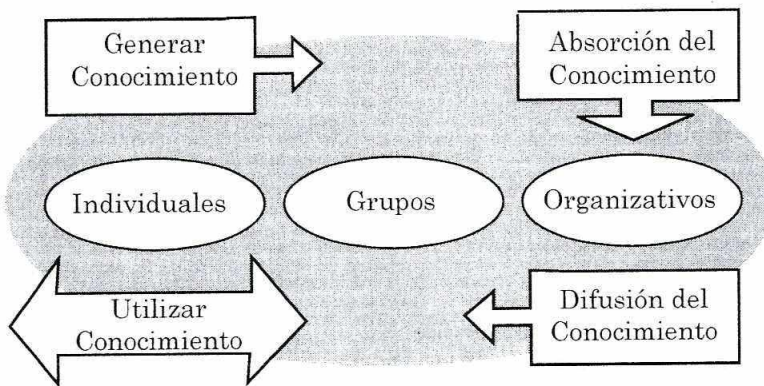 Generar
Conocimiento
Absorción del
Conocimiento
Individuales
Grupos
Organizativos
Utilizar
Conocimiento
Difusión del
Conocimiento